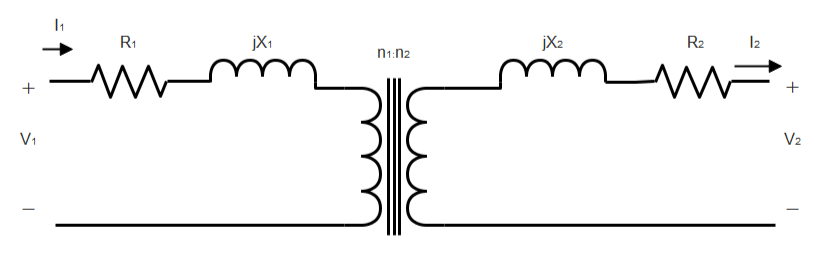 I₁
R₁
jX₁
n₁:n₂
jX₂
R₂
I₂
+
+
V₁
V₂
−
−